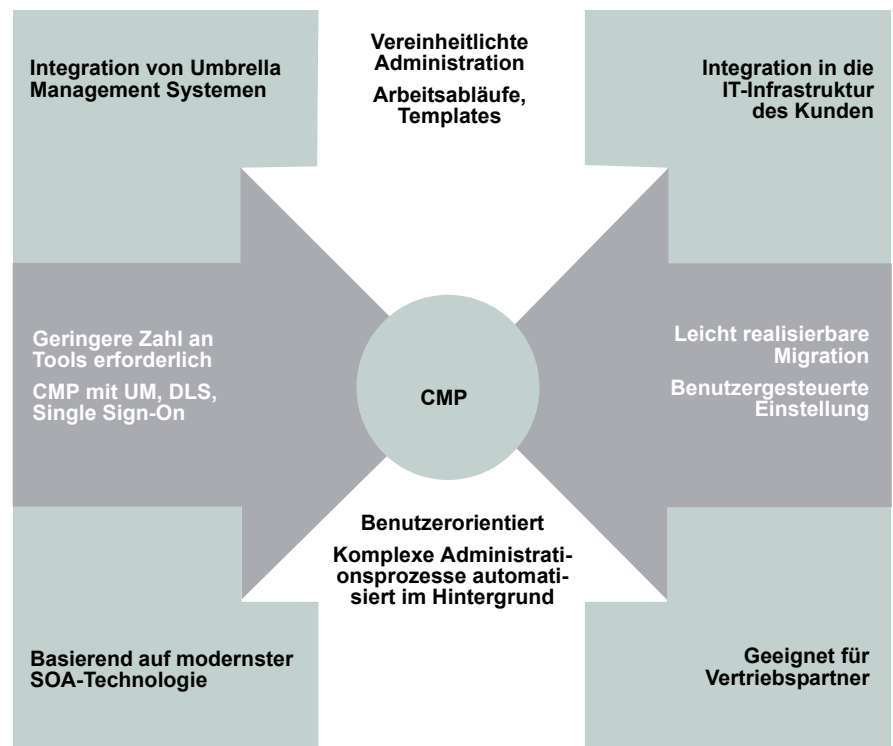 Integration von Umbrella
Management Systemen
Vereinheitlichte
Administration
Arbeitsabläufe,
Templates
Integration in die
IT-Infrastruktur
des Kunden
Geringere Zahl an
Tools erforderlich
CMP mit UM, DLS,
Single Sign-On
CMP
Leicht realisierbare
Migration
Benutzergesteuerte
Einstellung
Benutzerorientiert
Komplexe Administrati-
onsprozesse automati-
siert im Hintergrund
Basierend auf modernster
SOA-Technologie
Geeignet für
Vertriebspartner